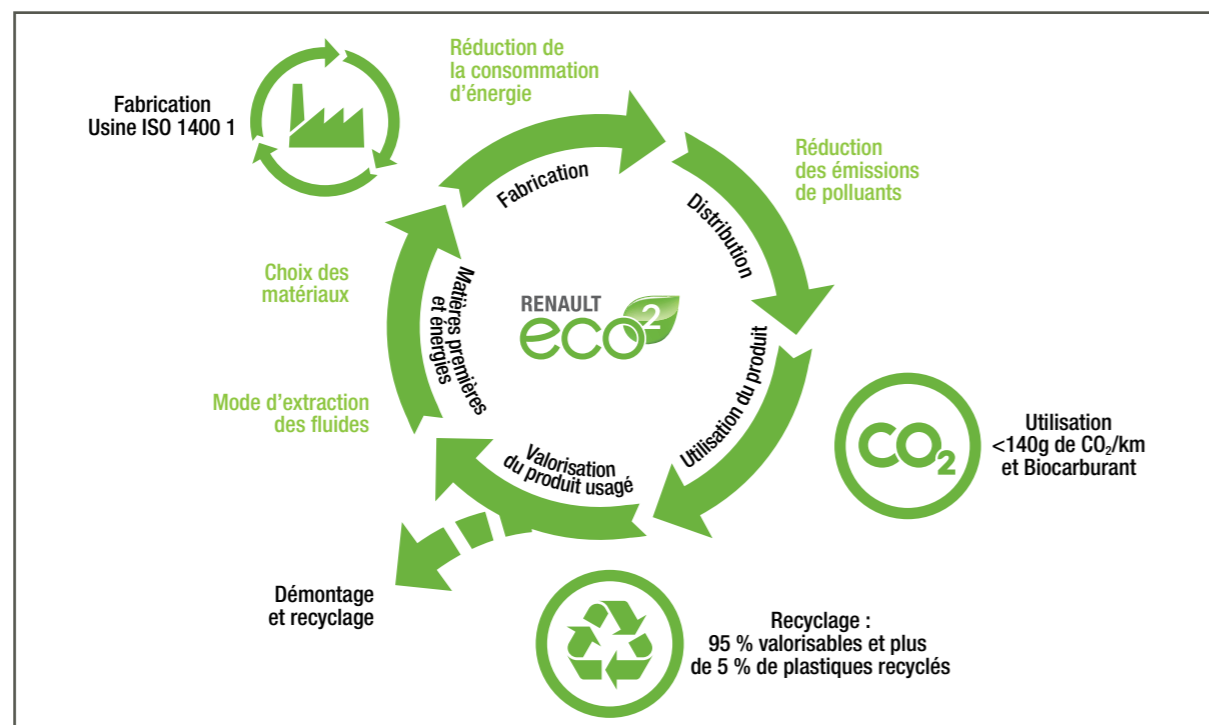 Réduction de
la consommation
d'énergie
Fabrication
Usine ISO 1400 1
Fabrication
Réduction
des émissions
de polluants
Distribution
Choix des
matériaux
Matières premières
et énergies
RENAULT
eco2
Utilisation du produit
Mode d'extraction
des fluides
CO2
Utilisation
<140g de CO₂/km
et Biocarburant
Valorisation
du produit usagé
Démontage
et recyclage
Recyclage :
95 % valorisables et plus
de 5 % de plastiques recyclés